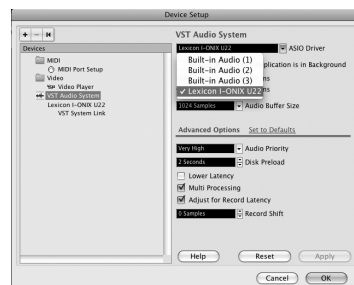 Device Setup
Devices
MIDI
MIDI Port Setup
Video
Video Player
VST Audio System
Lexicon I-ONIX U22
VST System Link
VST Audio System
Lexicon I-ONIX U22
ASIO Driver
Built-in Audio (1)
Built-in Audio (2)
Built-in Audio (3)
✓ Lexicon I-ONIX U22
plication is in Background
ns
ps
1024 Samples
Audio Buffer Size
Advanced Options
Set to Defaults
Very High
Audio Priority
2 Seconds
Disk Preload
Lower Latency
Multi Processing
Adjust for Record Latency
0 Samples
Record Shift
Help
Reset
Apply
Cancel
OK